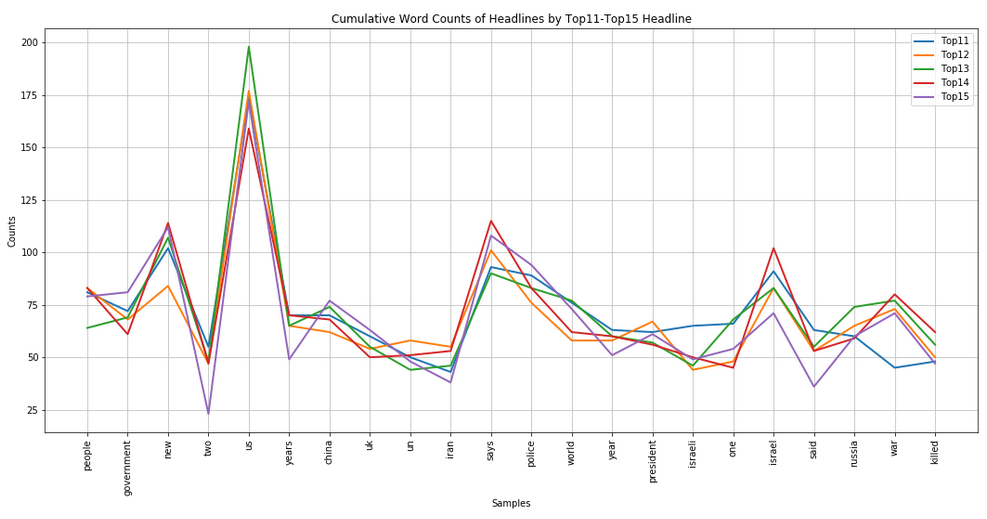 Cumulative Word Counts of Headlines by Top11-Top15 Headline
Top11
Top12
Top13
Top14
Top15
Counts
200
175
150
125
100
75
50
25
people
government
new
two
us
years
china
uk
un
iran
says
police
world
year
president
israeli
one
israel
said
russia
war
killed
Samples